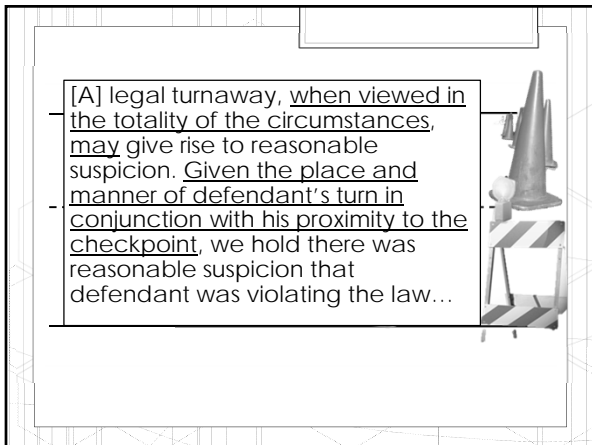 [A] legal turnaway, when viewed in
the totality of the circumstances,
may give rise to reasonable
suspicion. Given the place and
manner of defendant's turn in
conjunction with his proximity to the
checkpoint, we hold there was
reasonable suspicion that
defendant was violating the law…